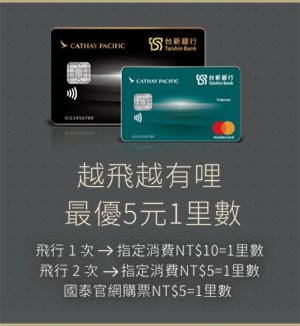 CATHAY PACIFIC 台新銀行
Taishin Bank
0123456789
CATHAY PACIFIC 台新銀行
Taishin Bank
titanium
0123456789
mastercard
越飛越有哩
最優5元1里數
飛行 1 次 → 指定消費NT$10=1里數
飛行 2 次 → 指定消費NT$5=1里數
國泰官網購票NT$5=1里數